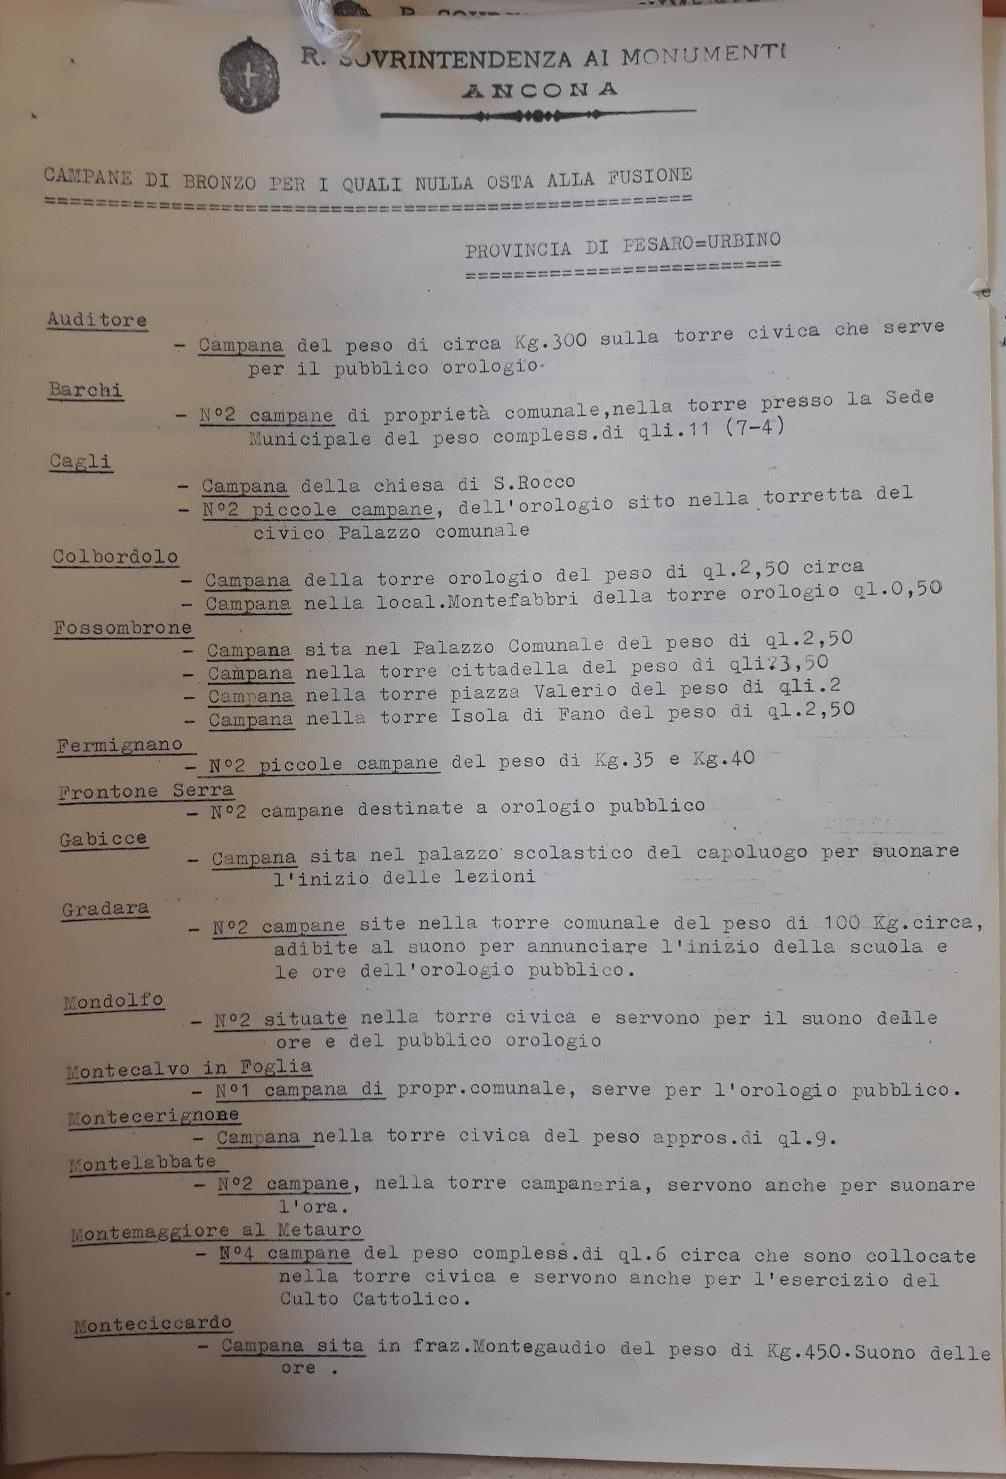 R. SOVRINTENDENZA AI MONUMENTI
ANCONA
CAMPANE DI BRONZO PER I QUALI NULLA OSTA ALLA FUSIONE
==================================================
PROVINCIA DI PESARO=URBINO
=========================
Auditore
- Campana del peso di circa Kg.300 sulla torre civica che serve
per il pubblico orologio-
Barchi
- N°2 campane di proprietà comunale,nella torre presso la Sede
Municipale del peso compless.di qli.11 (7-4)
Cagli
- Campana della chiesa di S.Rocco
- N°2 piccole campane, dell'orologio sito nella torretta del
civico Palazzo comunale
Colbordolo
- Campana della torre orologio del peso di ql.2,50 circa
- Campana nella local.Montefabbri della torre orologio ql.0,50
Fossombrone
- Campana sita nel Palazzo Comunale del peso di ql.2,50
- Campana nella torre cittadella del peso di qli?3,50
- Campana nella torre piazza Valerio del peso di qli.2
- Campana nella torre Isola di Fano del peso di ql.2,50
Fermignano
- N°2 piccole campane del peso di Kg.35 e Kg.40
Frontone Serra
- N°2 campane destinate a orologio pubblico
Gabicce
- Campana sita nel palazzo scolastico del capoluogo per suonare
l'inizio delle lezioni
Gradara
- N°2 campane site nella torre comunale del peso di 100 Kg.circa,
adibite al suono per annunciare l'inizio della scuola e
le ore dell'orologio pubblico.
Mondolfo
- N°2 situate nella torre civica e servono per il suono delle
ore e del pubblico orologio
Montecalvo in Foglia
- N°1 campana di propr.comunale, serve per l'orologio pubblico.
Montecerignone
- Campana nella torre civica del peso appros.di ql.9.
Montelabbate
- N°2 campane, nella torre campanaria, servono anche per suonare
l'ora.
Montemaggiore al Metauro
- N°4 campane del peso compless.di ql.6 circa che sono collocate
nella torre civica e servono anche per l'esercizio del
Culto Cattolico.
Monteciccardo
- Campana sita in fraz.Montegaudio del peso di Kg.450.Suono delle
ore .